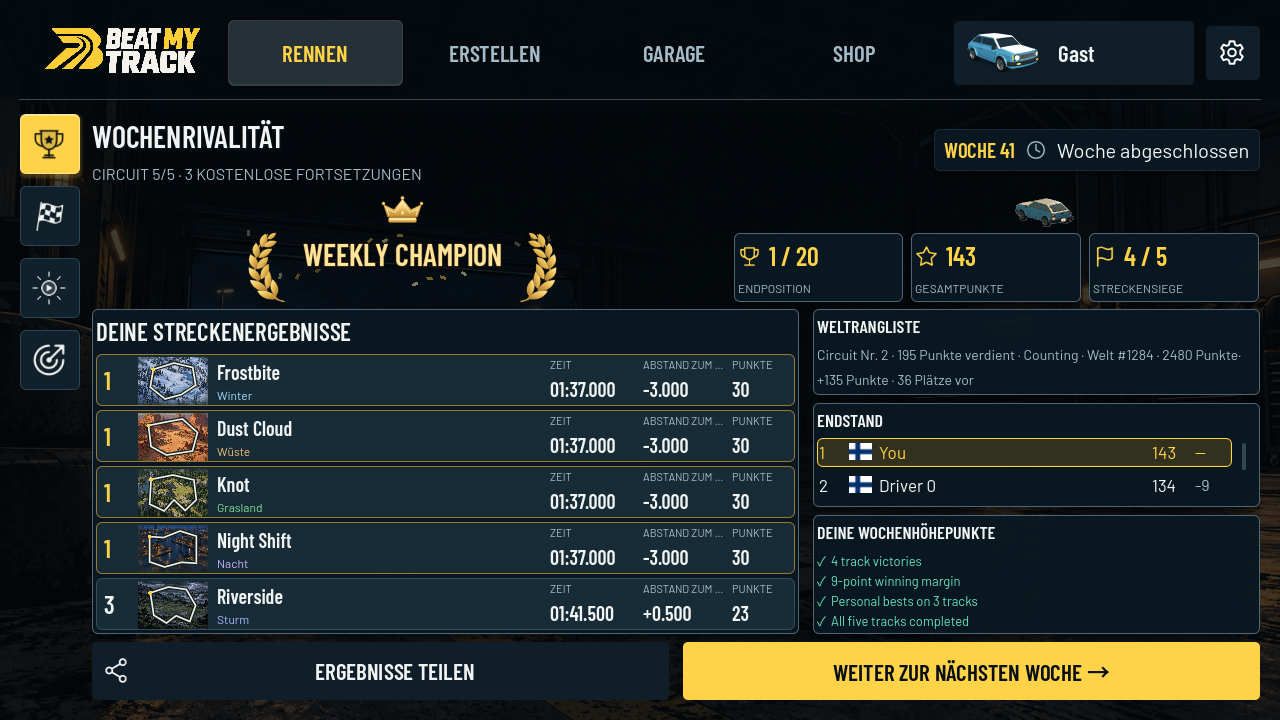 BEAT MY TRACK
RENNEN
ERSTELLEN
GARAGE
SHOP
Gast
WOCHENRIVALITÄT
CIRCUIT 5/5 · 3 KOSTENLOSE FORTSETZUNGEN
WOCHE 41 Woche abgeschlossen
WEEKLY CHAMPION
1 / 20
ENDPOSITION
143
GESAMTPUNKTE
4 / 5
STRECKENSIEGE
DEINE STRECKENERGEBNISSE
1 Frostbite
Winter
ZEIT ABSTAND ZUM ... PUNKTE
01:37.000 -3.000 30
1 Dust Cloud
Wüste
ZEIT ABSTAND ZUM ... PUNKTE
01:37.000 -3.000 30
1 Knot
Grasland
ZEIT ABSTAND ZUM ... PUNKTE
01:37.000 -3.000 30
1 Night Shift
Nacht
ZEIT ABSTAND ZUM ... PUNKTE
01:37.000 -3.000 30
3 Riverside
Sturm
ZEIT ABSTAND ZUM ... PUNKTE
01:41.500 +0.500 23
WELTRANGLISTE
Circuit Nr. 2 · 195 Punkte verdient · Counting · Welt #1284 · 2480 Punkte·
+135 Punkte · 36 Plätze vor
ENDSTAND
1 You 143 —
2 Driver 0 134 -9
DEINE WOCHENHÖHEPUNKTE
✓ 4 track victories
✓ 9-point winning margin
✓ Personal bests on 3 tracks
✓ All five tracks completed
ERGEBNISSE TEILEN
WEITER ZUR NÄCHSTEN WOCHE →